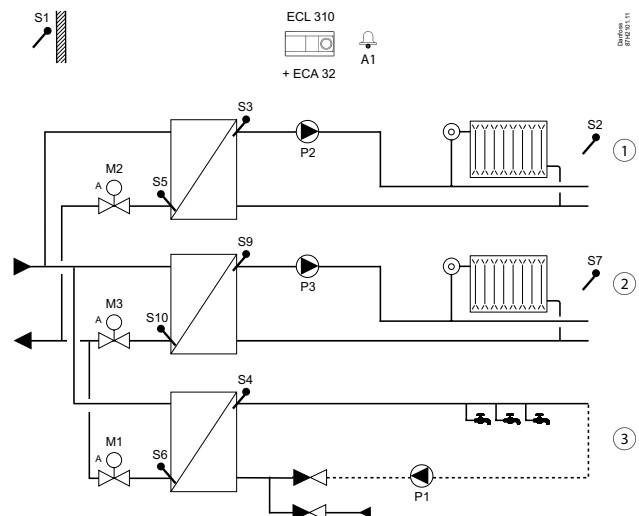 S1
ECL 310
A1
+ ECA 32
Danfoss
87H2101.11
S3
P2
S2
1
M2
A
S5
S9
P3
S7
2
M3
A
S10
S4
3
M1
A
S6
P1